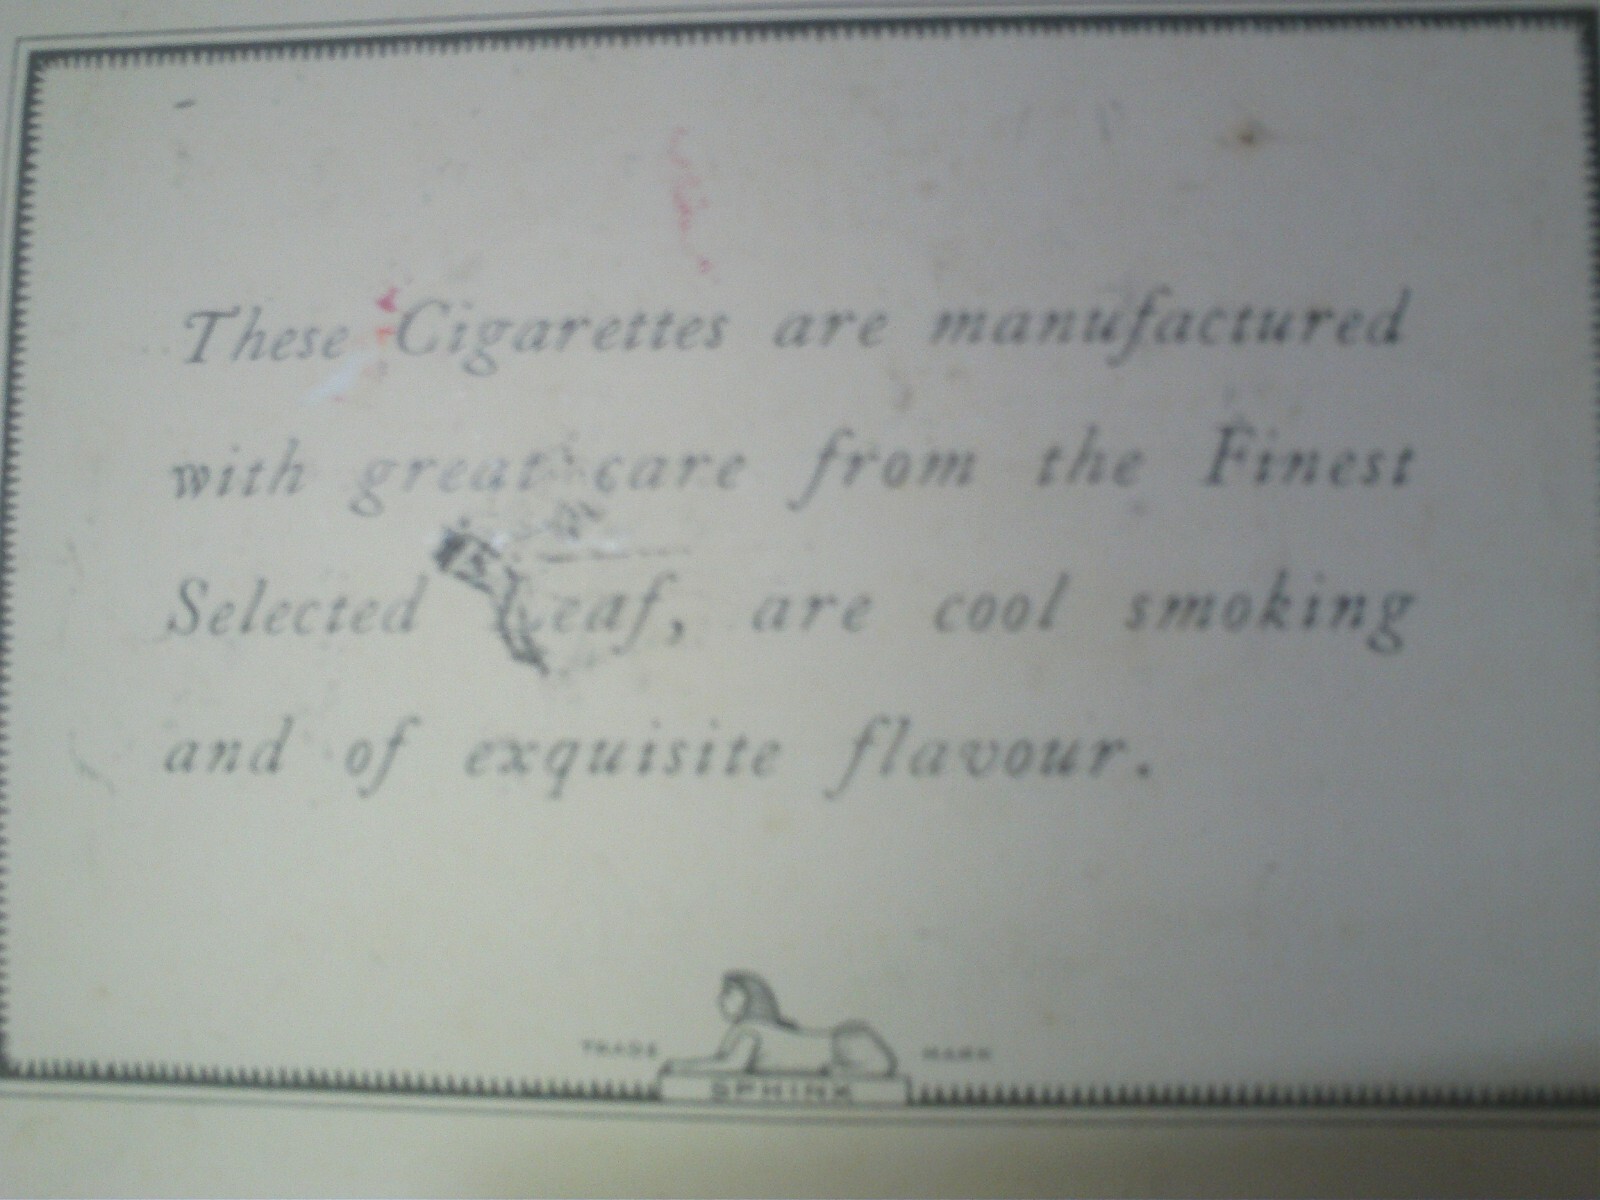 These Cigarettes are manufactured
with great care from the Finest
Selected Leaf, are cool smoking
and of exquisite flavour.
TRADE MARK
SPHINX